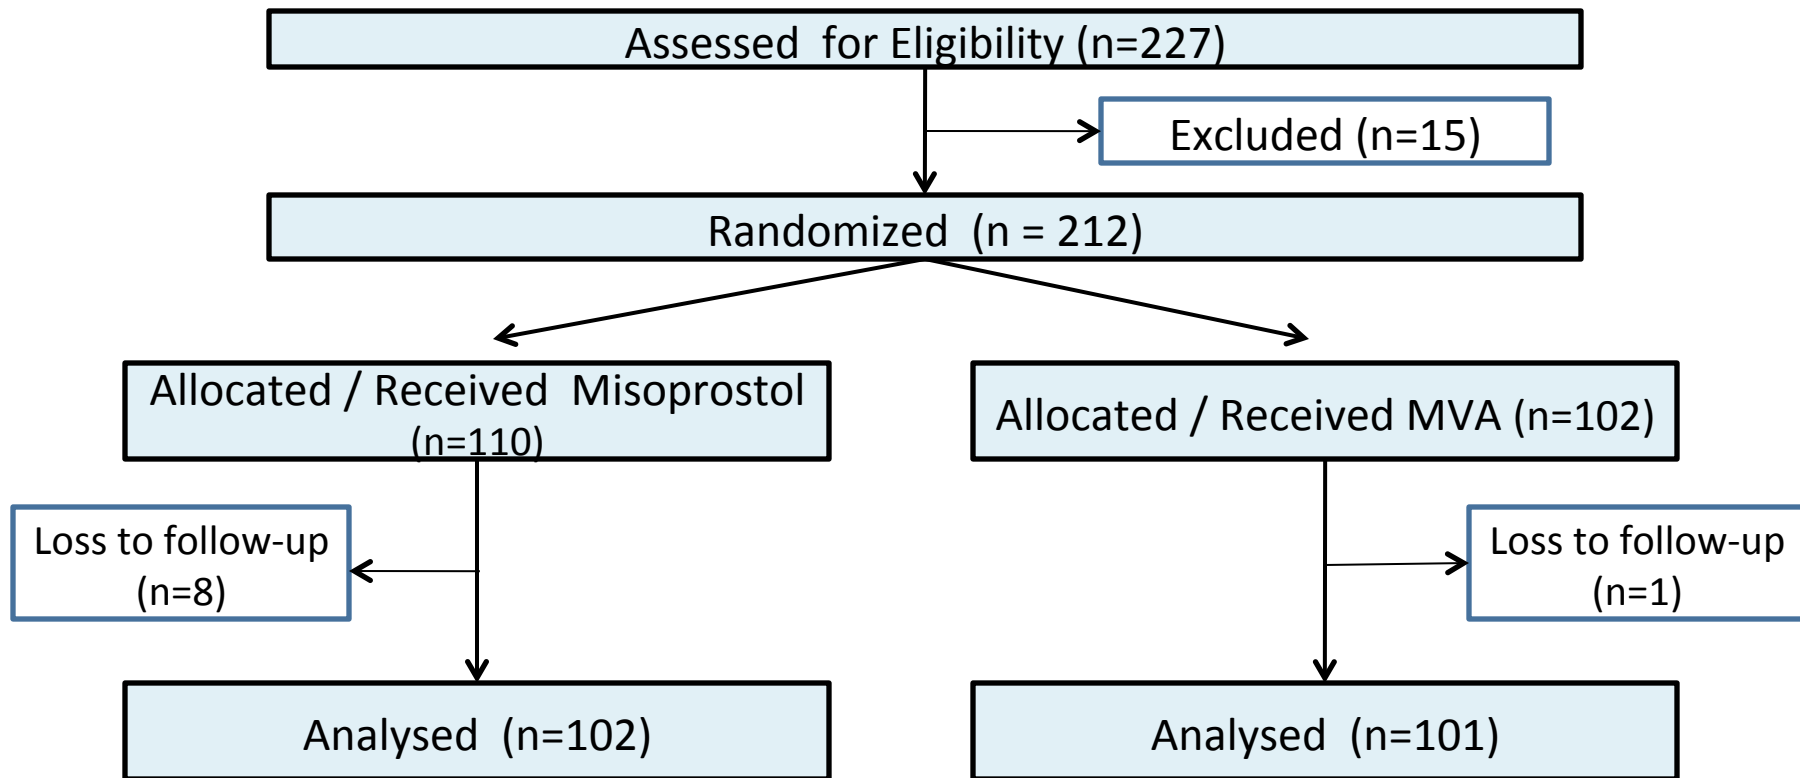 Assessed for Eligibility (n=227)
Excluded (n=15)
Randomized (n = 212)
Allocated / Received Misoprostol
(n=110)
Allocated / Received MVA (n=102)
Loss to follow-up
(n=8)
Loss to follow-up
(n=1)
Analysed (n=102)
Analysed (n=101)